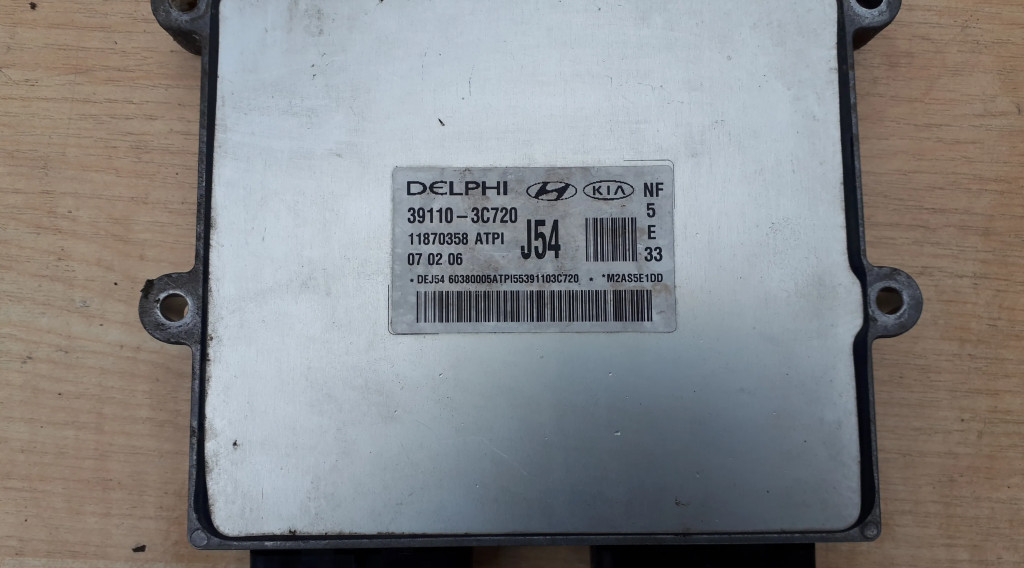 DELPHI H KIA NF
39110-3C720 5
11870358 ATPI J54 E
07 02 06 33
• DEJ54 60380005ATPI55391103C720 * *M2AS5E1DD